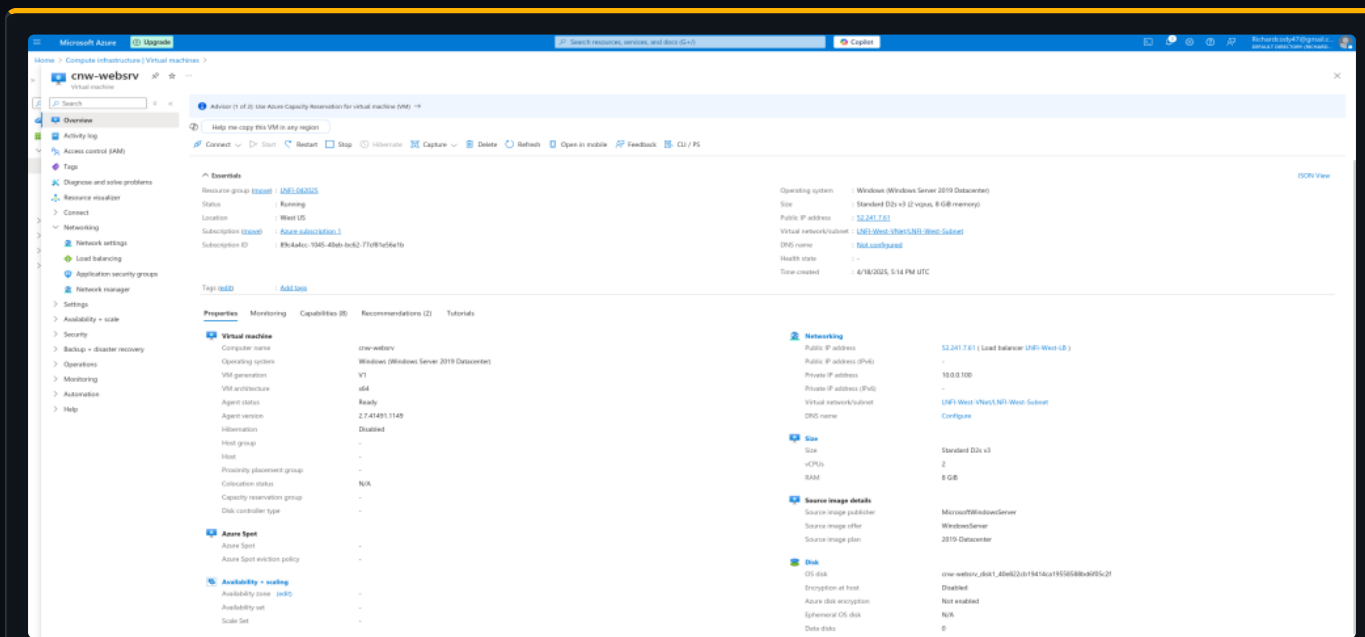 Microsoft Azure
Upgrade
Search resources, services, and docs (G+/)
Copilot
Home > Compute infrastructure | Virtual machines >
cnw-websrv
Virtual machine
Search
Overview
Activity log
Access control (IAM)
Tags
Diagnose and solve problems
Resource visualizer
Connect
Networking
Network settings
Load balancing
Application security groups
Network manager
Settings
Availability + scale
Security
Backup + disaster recovery
Operations
Monitoring
Automation
Help
Advisor (1 of 2): Use Azure Capacity Reservation for virtual machine (VM) →
Help me copy this VM in any region
Connect Start Restart Stop Hibernate Capture Delete Refresh Open in mobile Feedback CLI / PS
Essentials
JSON View
Resource group (move) : LNFI-042025
Status : Running
Location : West US
Subscription (move) : Azure subscription 1
Operating system : Windows (Windows Server 2019 Datacenter)
Size : Standard D2s v3 (2 vcpus, 8 GiB memory)
Public IP address : 52.241.7.61
Virtual network/subnet : LNFI-West-VNet/LNFI-West-Subnet
DNS name : Not configured
Health state : -
Time created : 4/18/2025, 5:14 PM UTC
Tags (edit) : Add tags
Properties Monitoring Capabilities (8) Recommendations (2) Tutorials
Virtual machine
Computer name cnw-websrv
Operating system Windows (Windows Server 2019 Datacenter)
VM generation V1
VM architecture x64
Agent status Ready
Agent version 2.7.41491.1149
Hibernation Disabled
Host group -
Host -
Proximity placement group -
Colocation status N/A
Capacity reservation group -
Disk controller type -
Azure Spot
Azure Spot -
Azure Spot eviction policy -
Availability + scaling
Availability zone (edit) -
Availability set -
Scale Set -
Networking
Public IP address 52.241.7.61 ( Load balancer LNFI-West-LB )
Public IP address (IPv6) -
Private IP address 10.0.0.100
Private IP address (IPv6) -
Virtual network/subnet LNFI-West-VNet/LNFI-West-Subnet
DNS name Configure
Size
Size Standard D2s v3
vCPUs 2
RAM 8 GiB
Source image details
Source image publisher MicrosoftWindowsServer
Source image offer WindowsServer
Source image plan 2019-Datacenter
Disk
OS disk
Encryption at host Disabled
Azure disk encryption Not enabled
Ephemeral OS disk N/A
Data disks 0